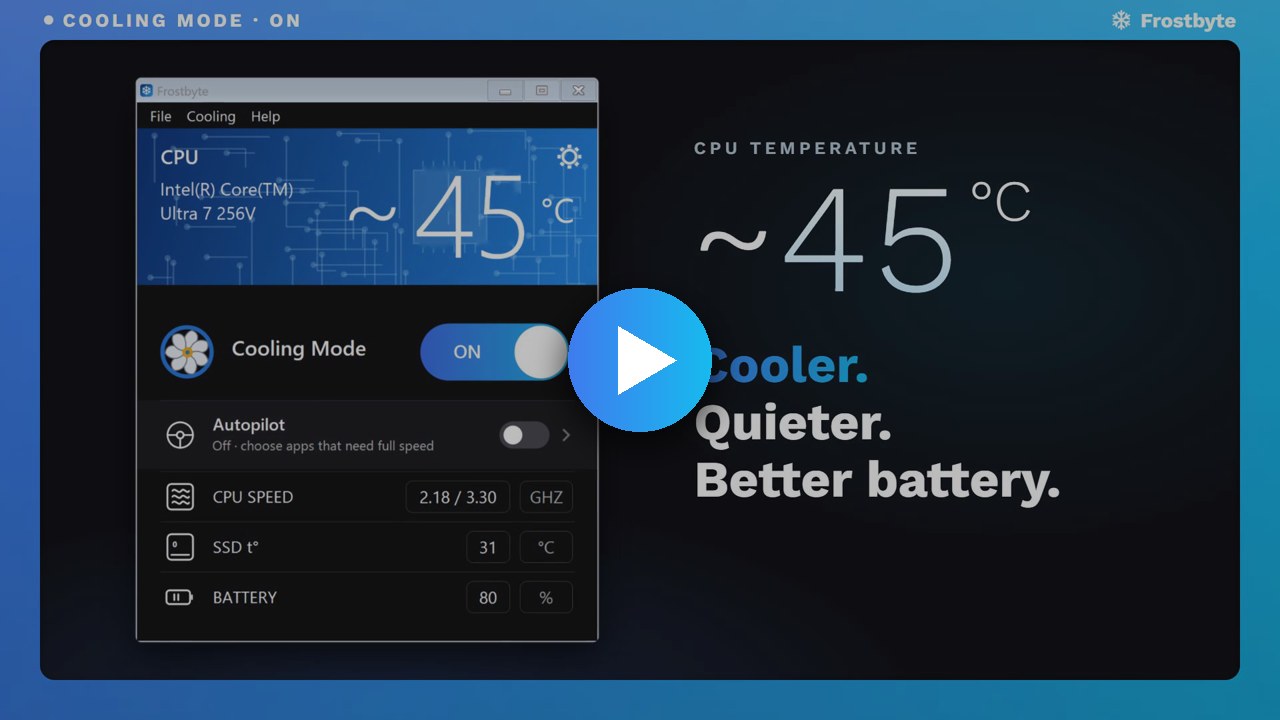 COOLING MODE · ON
Frostbyte
Frostbyte
File Cooling Help
CPU
Intel(R) Core(TM)
Ultra 7 256V
~45 °C
Cooling Mode
ON
Autopilot
Off · choose apps that need full speed
CPU SPEED 2.18 / 3.30 GHZ
SSD t° 31 °C
BATTERY 80 %
CPU TEMPERATURE
~45 °C
Cooler.
Quieter.
Better battery.